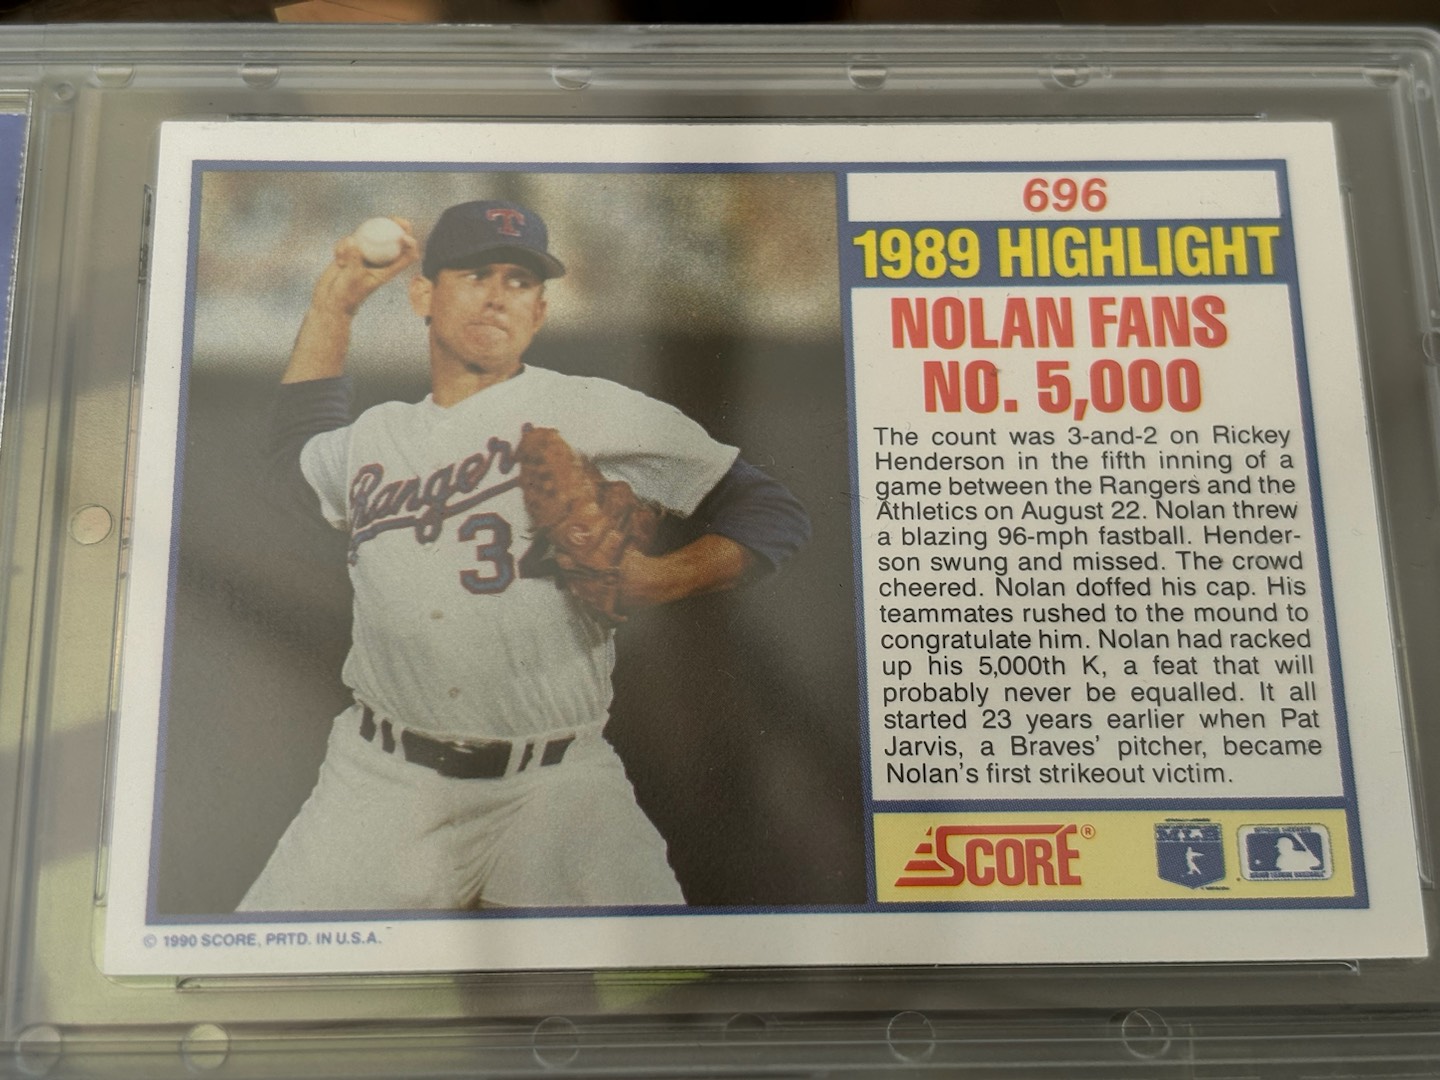 696
1989 HIGHLIGHT
NOLAN FANS
NO. 5,000
The count was 3-and-2 on Rickey
Henderson in the fifth inning of a
game between the Rangers and the
Athletics on August 22. Nolan threw
a blazing 96-mph fastball. Hender-
son swung and missed. The crowd
cheered. Nolan doffed his cap. His
teammates rushed to the mound to
congratulate him. Nolan had racked
up his 5,000th K, a feat that will
probably never be equalled. It all
started 23 years earlier when Pat
Jarvis, a Braves' pitcher, became
Nolan's first strikeout victim.
T
Rangers
34
SCORE®
MLB
© 1990 SCORE, PRTD. IN U.S.A.